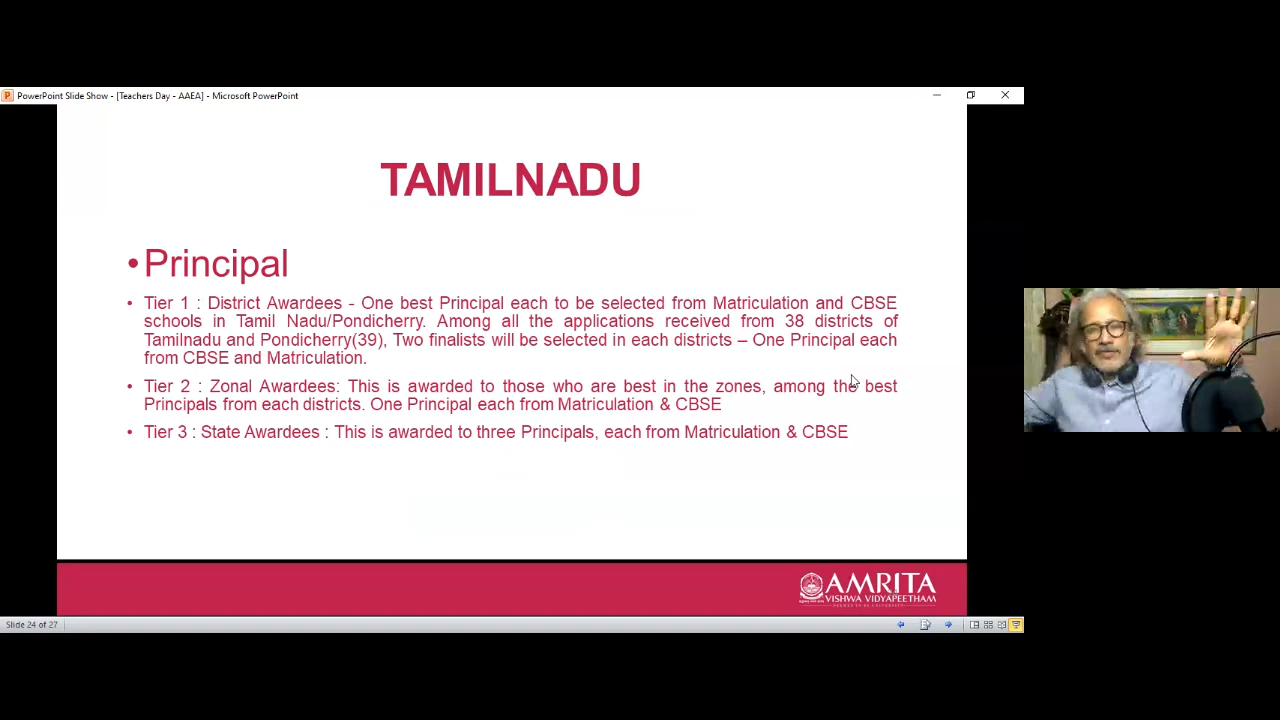 PowerPoint Slide Show - [Teachers Day - AAEA] - Microsoft PowerPoint
TAMILNADU
•Principal
• Tier 1 : District Awardees - One best Principal each to be selected from Matriculation and CBSE
schools in Tamil Nadu/Pondicherry. Among all the applications received from 38 districts of
Tamilnadu and Pondicherry(39), Two finalists will be selected in each districts – One Principal each
from CBSE and Matriculation.
• Tier 2 : Zonal Awardees: This is awarded to those who are best in the zones, among the best
Principals from each districts. One Principal each from Matriculation & CBSE
• Tier 3 : State Awardees : This is awarded to three Principals, each from Matriculation & CBSE
AMRITA
VISHWA VIDYAPEETHAM
Slide 24 of 27